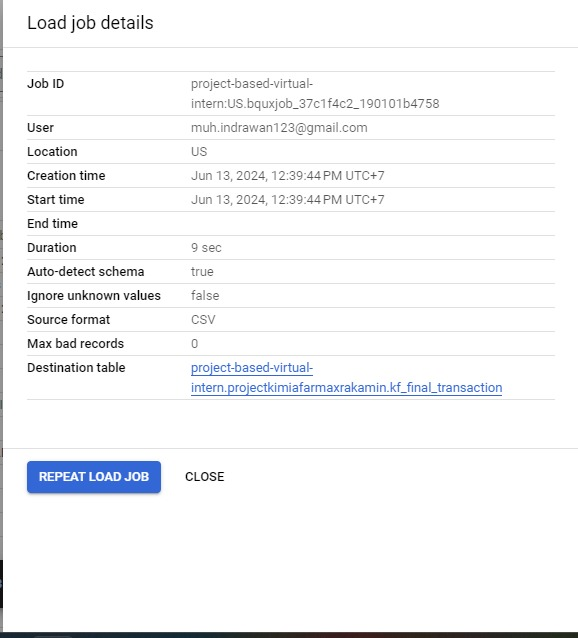 Load job details
Job ID project-based-virtual-
intern:US.bquxjob_37c1f4c2_190101b4758
User muh.indrawan123@gmail.com
Location US
Creation time Jun 13, 2024, 12:39:44 PM UTC+7
Start time Jun 13, 2024, 12:39:44 PM UTC+7
End time
Duration 9 sec
Auto-detect schema true
Ignore unknown values false
Source format CSV
Max bad records 0
Destination table project-based-virtual-
intern.projectkimiafarmaxrakamin.kf_final_transaction
REPEAT LOAD JOB CLOSE